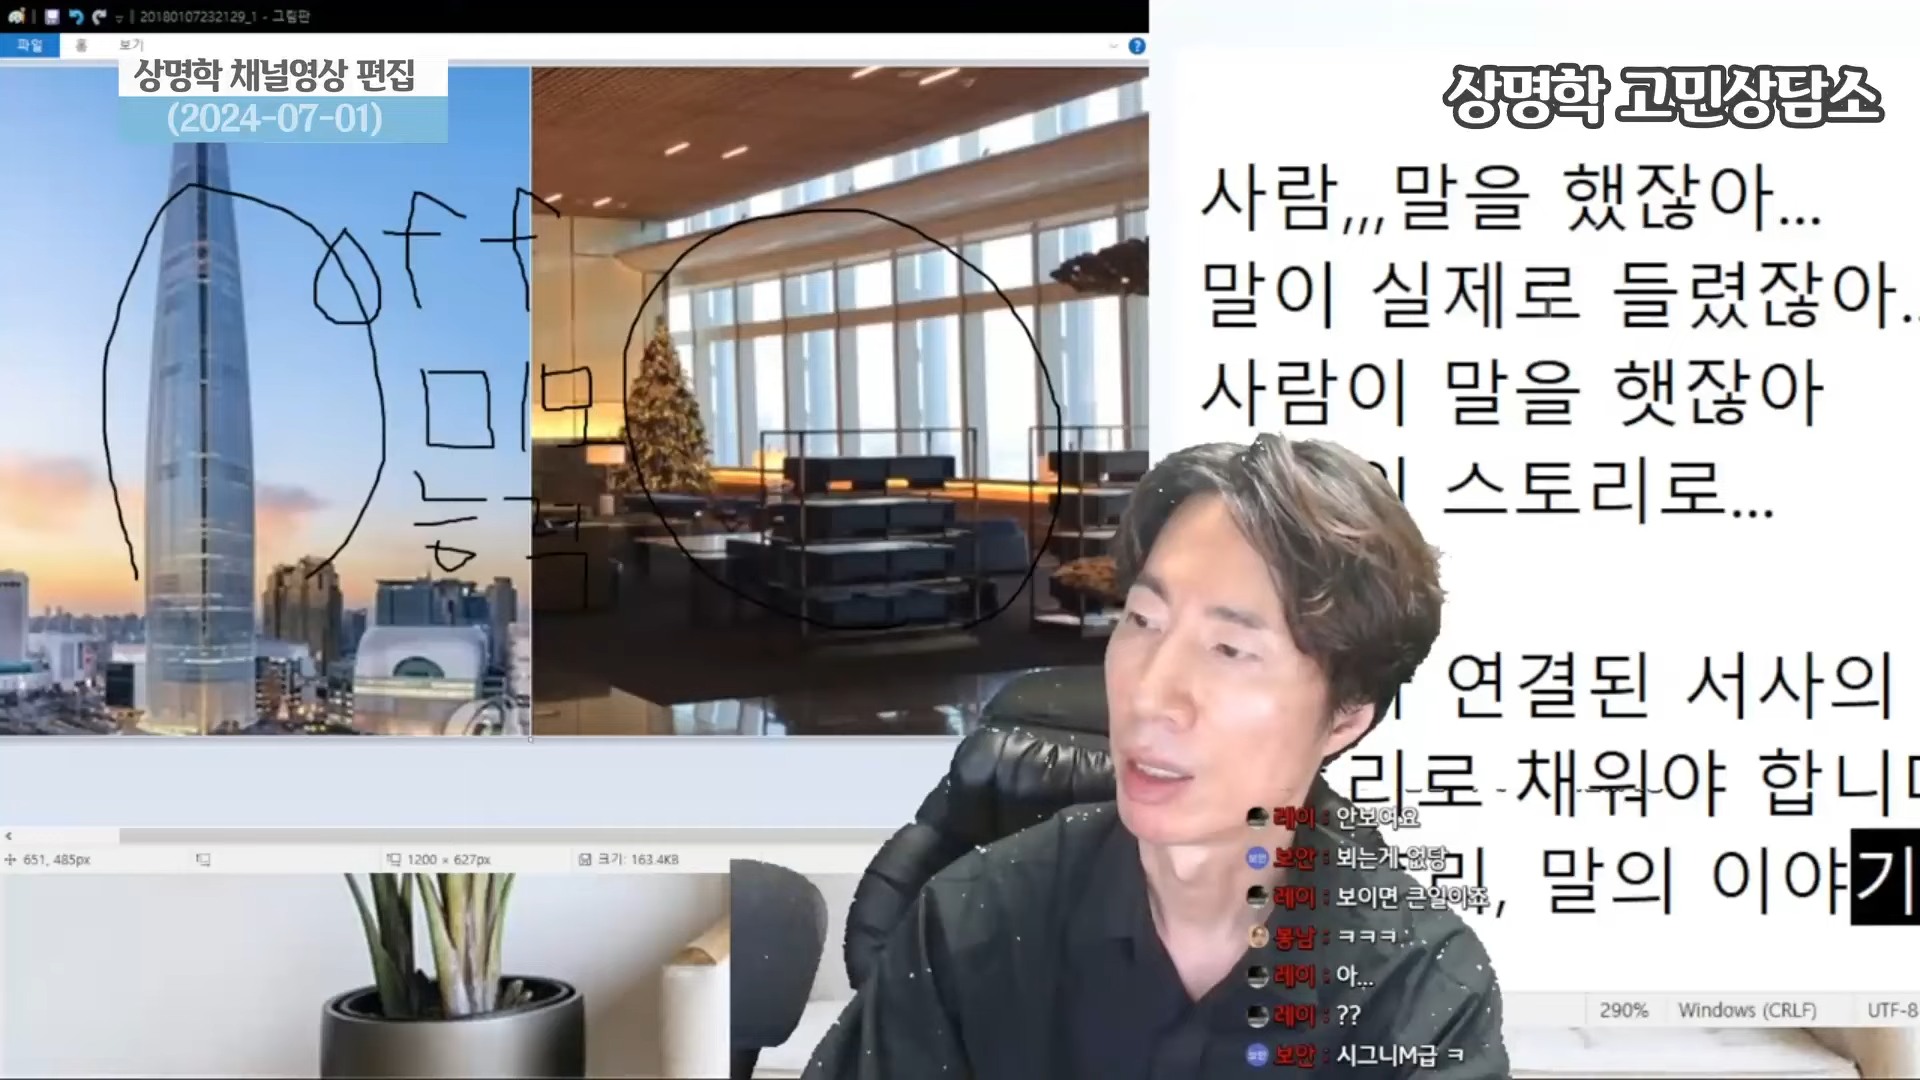 20180107232129_1 - 그림판
파일 홈 보기
상명학 채널영상 편집
(2024-07-01)
651, 485px
1200 × 627px
크기: 163.4KB
상명학 고민상담소
사람,,,말을 했잖아...
말이 실제로 들렸잖아..
사람이 말을 햇잖아
스토리로...
연결된 서사의
리로 채워야 합니다
리, 말의 이야기
290% Windows (CRLF) UTF-8
레이 : 안보여요
보안 : 뵈는게 없당
레이 : 보이면 큰일이죠
봉남 : ㅋㅋㅋ
레이 : 아...
레이 : ??
보안 : 시그니M급 ㅋ